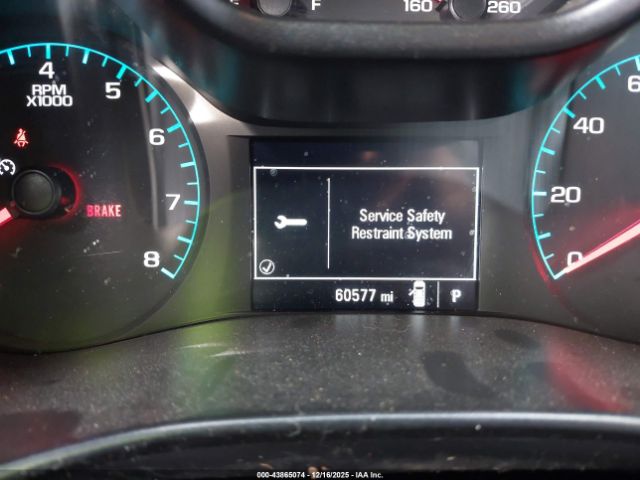 F 160 260
4 5 6 7 8
RPM
X1000
BRAKE
Service Safety
Restraint System
60577 mi P
0 20 40
000-43865074 - 12/16/2025 - IAA Inc.